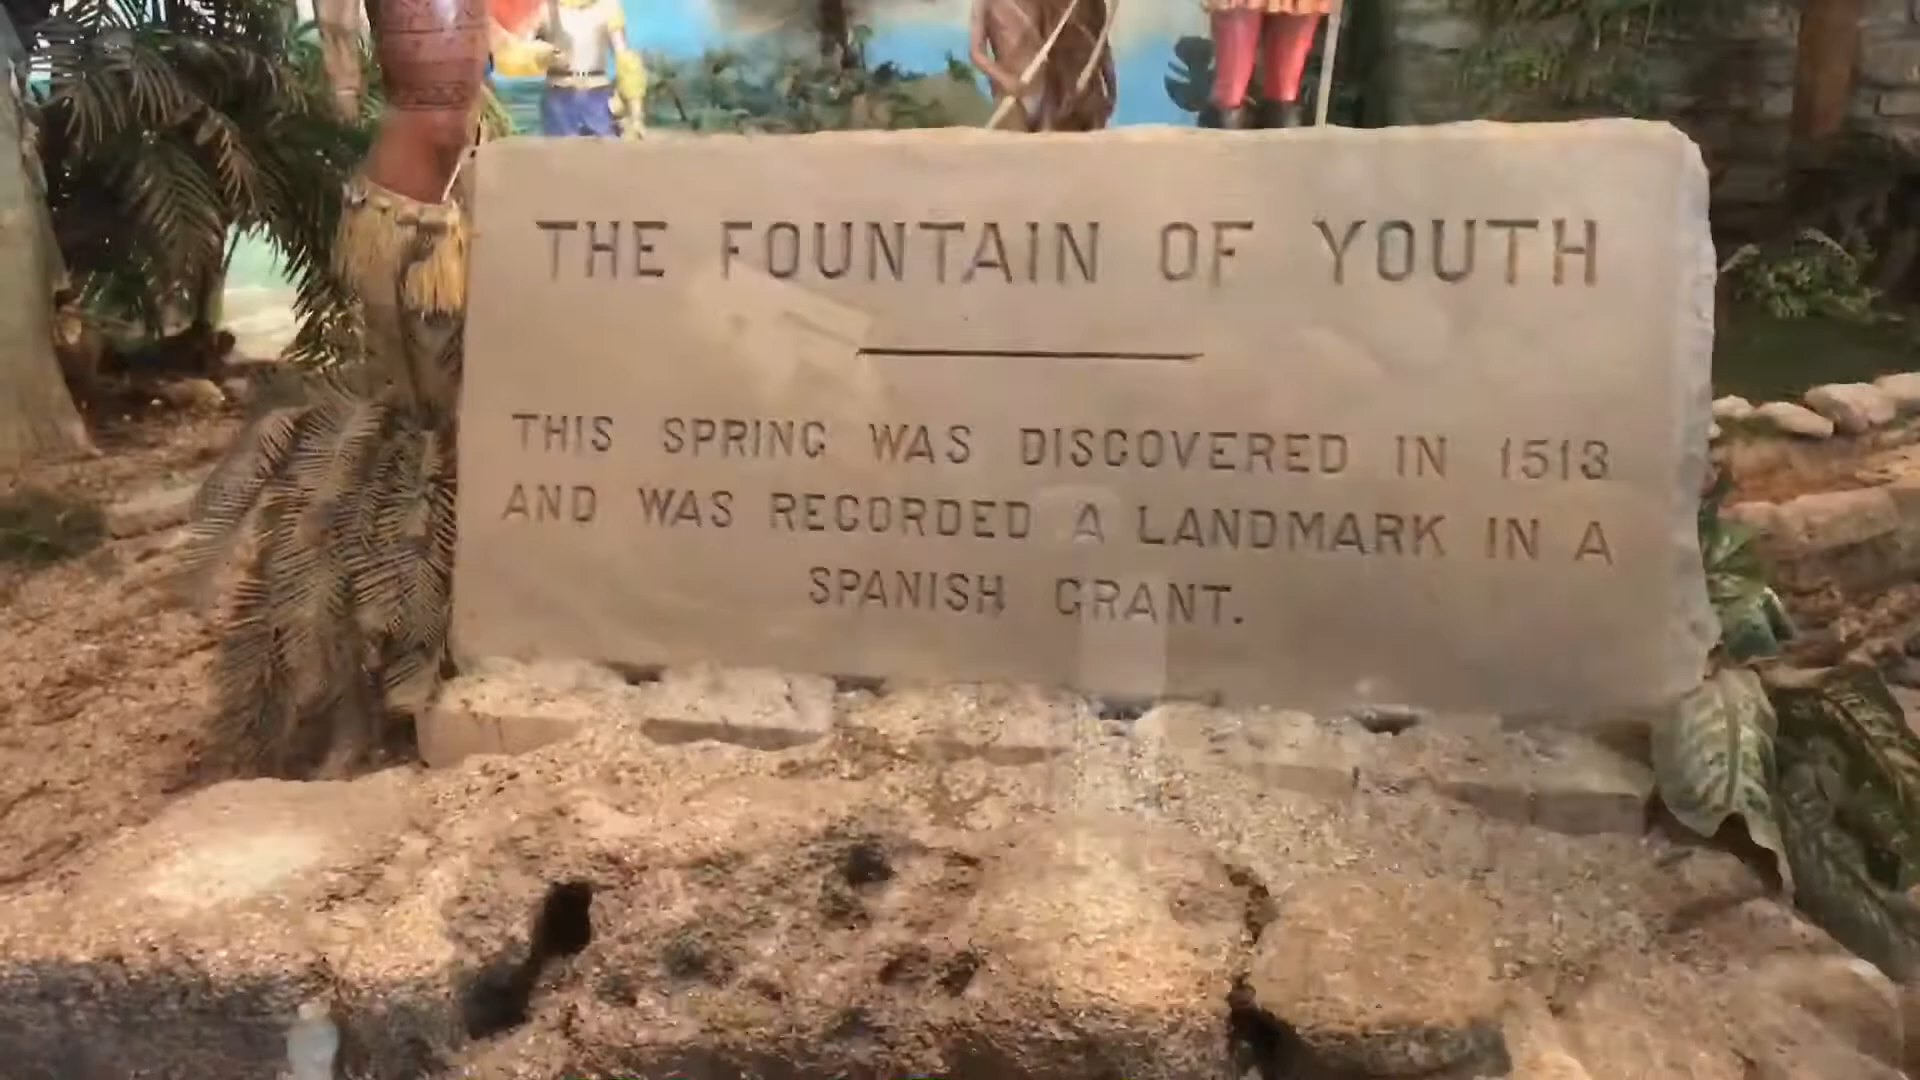 THE FOUNTAIN OF YOUTH
THIS SPRING WAS DISCOVERED IN 1513
AND WAS RECORDED A LANDMARK IN A
SPANISH GRANT.